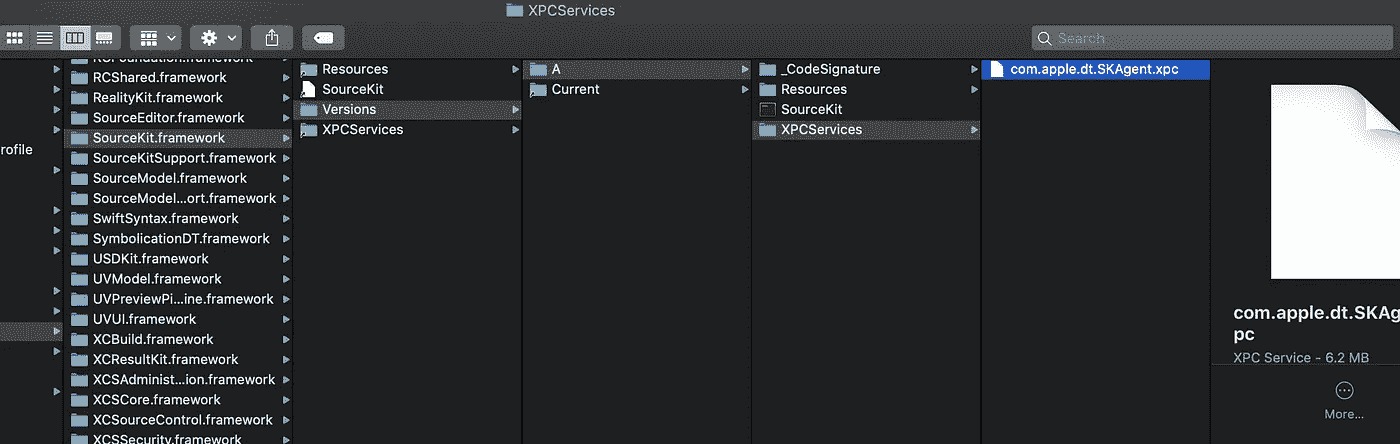 XPCServices
Search
rofile
RCFoundation.framework
RCShared.framework
RealityKit.framework
SourceEditor.framework
SourceKit.framework
SourceKitSupport.framework
SourceModel.framework
SourceModel...ort.framework
SwiftSyntax.framework
SymbolicationDT.framework
USDKit.framework
UVModel.framework
UVPreviewPi...ine.framework
UVUI.framework
XCBuild.framework
XCResultKit.framework
XCSAdminist...ion.framework
XCSCore.framework
XCSourceControl.framework
XCSSecurity.framework
Resources
SourceKit
Versions
XPCServices
A
Current
_CodeSignature
Resources
SourceKit
XPCServices
com.apple.dt.SKAgent.xpc
com.apple.dt.SKAg
pc
XPC Service - 6.2 MB
More...